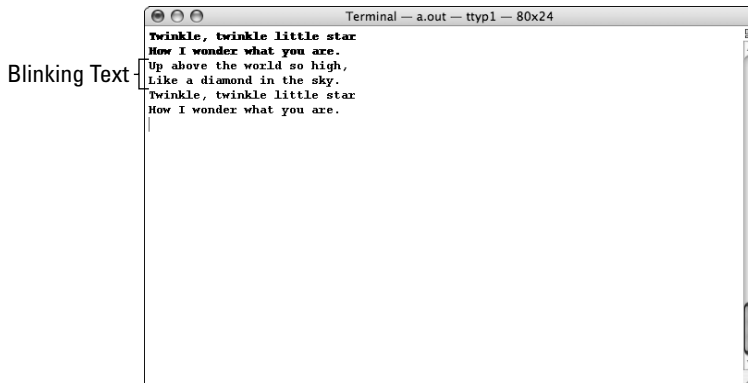 Terminal — a.out — ttyp1 — 80x24
Twinkle, twinkle little star
How I wonder what you are.
Up above the world so high,
Like a diamond in the sky.
Twinkle, twinkle little star
How I wonder what you are.
Blinking Text